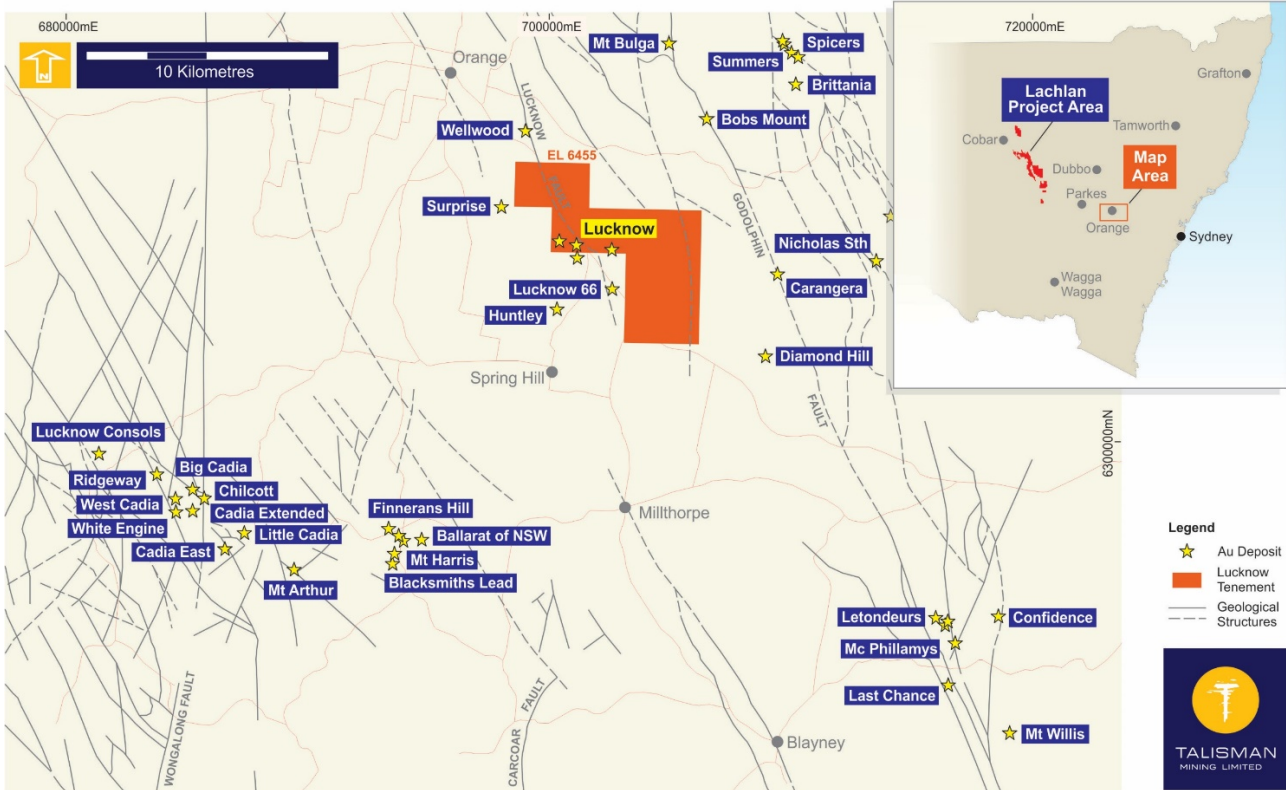 680000mE
700000mE
720000mE
N
10 Kilometres
Orange
Mt Bulga
Spicers
Summers
Brittania
Bobs Mount
Wellwood
LUCKNOW
FAULT
EL 6455
Surprise
Lucknow
GODOLPHIN
FAULT
Nicholas Sth
Carangera
Lucknow 66
Huntley
Diamond Hill
Spring Hill
6300000mN
Lucknow Consols
Big Cadia
Ridgeway
Chilcott
West Cadia
Cadia Extended
White Engine
Little Cadia
Cadia East
Mt Arthur
Finnerans Hill
Ballarat of NSW
Mt Harris
Blacksmiths Lead
Millthorpe
Letondeurs
Confidence
Mc Phillamys
Last Chance
Mt Willis
Blayney
WONGALONG FAULT
CARCOAR
FAULT
Grafton
Lachlan
Project Area
Tamworth
Cobar
Map
Area
Dubbo
Parkes
Orange
Sydney
Wagga
Wagga
Legend
Au Deposit
Lucknow
Tenement
Geological
Structures
TALISMAN
MINING LIMITED